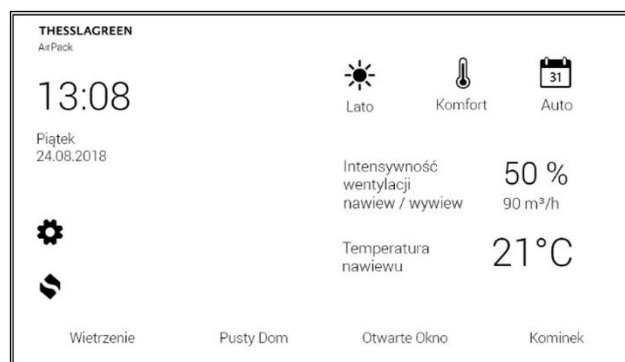 THESSLAGREEN
AirPack
13:08
Piątek
24.08.2018
31
Lato
Komfort
Auto
Intensywność
wentylacji
nawiew / wywiew
50 %
90 m³/h
Temperatura
nawiewu
21°C
Wietrzenie
Pusty Dom
Otwarte Okno
Kominek